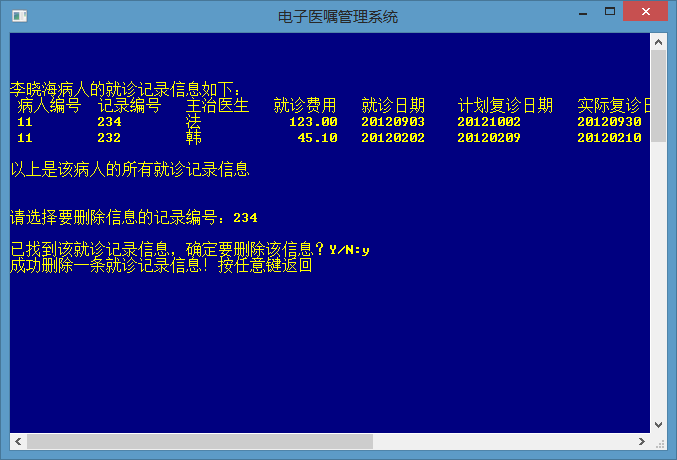 电子医嘱管理系统
李晓海病人的就诊记录信息如下:
病人编号 记录编号 主治医生 就诊费用 就诊日期 计划复诊日期 实际复诊日
11 234 法 123.00 20120903 20121002 20120930
11 232 韩 45.10 20120202 20120209 20120210
以上是该病人的所有就诊记录信息
请选择要删除信息的记录编号：234
已找到该就诊记录信息，确定要删除该信息？Y/N:y
成功删除一条就诊记录信息！按任意键返回